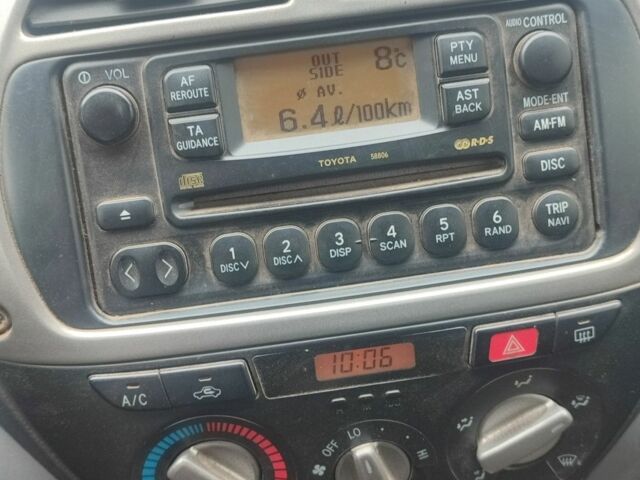 VOL
AF
REROUTE
TA
GUIDANCE
OUT
SIDE 8°C
ø AV.
6.4ℓ/100km
PTY
MENU
AST
BACK
AUDIO CONTROL
MODE·ENT
AM·FM
DISC
TRIP
NAVI
TOYOTA 58806
R·D·S
disc
1
DISC∨
2
DISC∧
3
DISP
4
SCAN
5
RPT
6
RAND
A/C
10:06
OFF LO HI